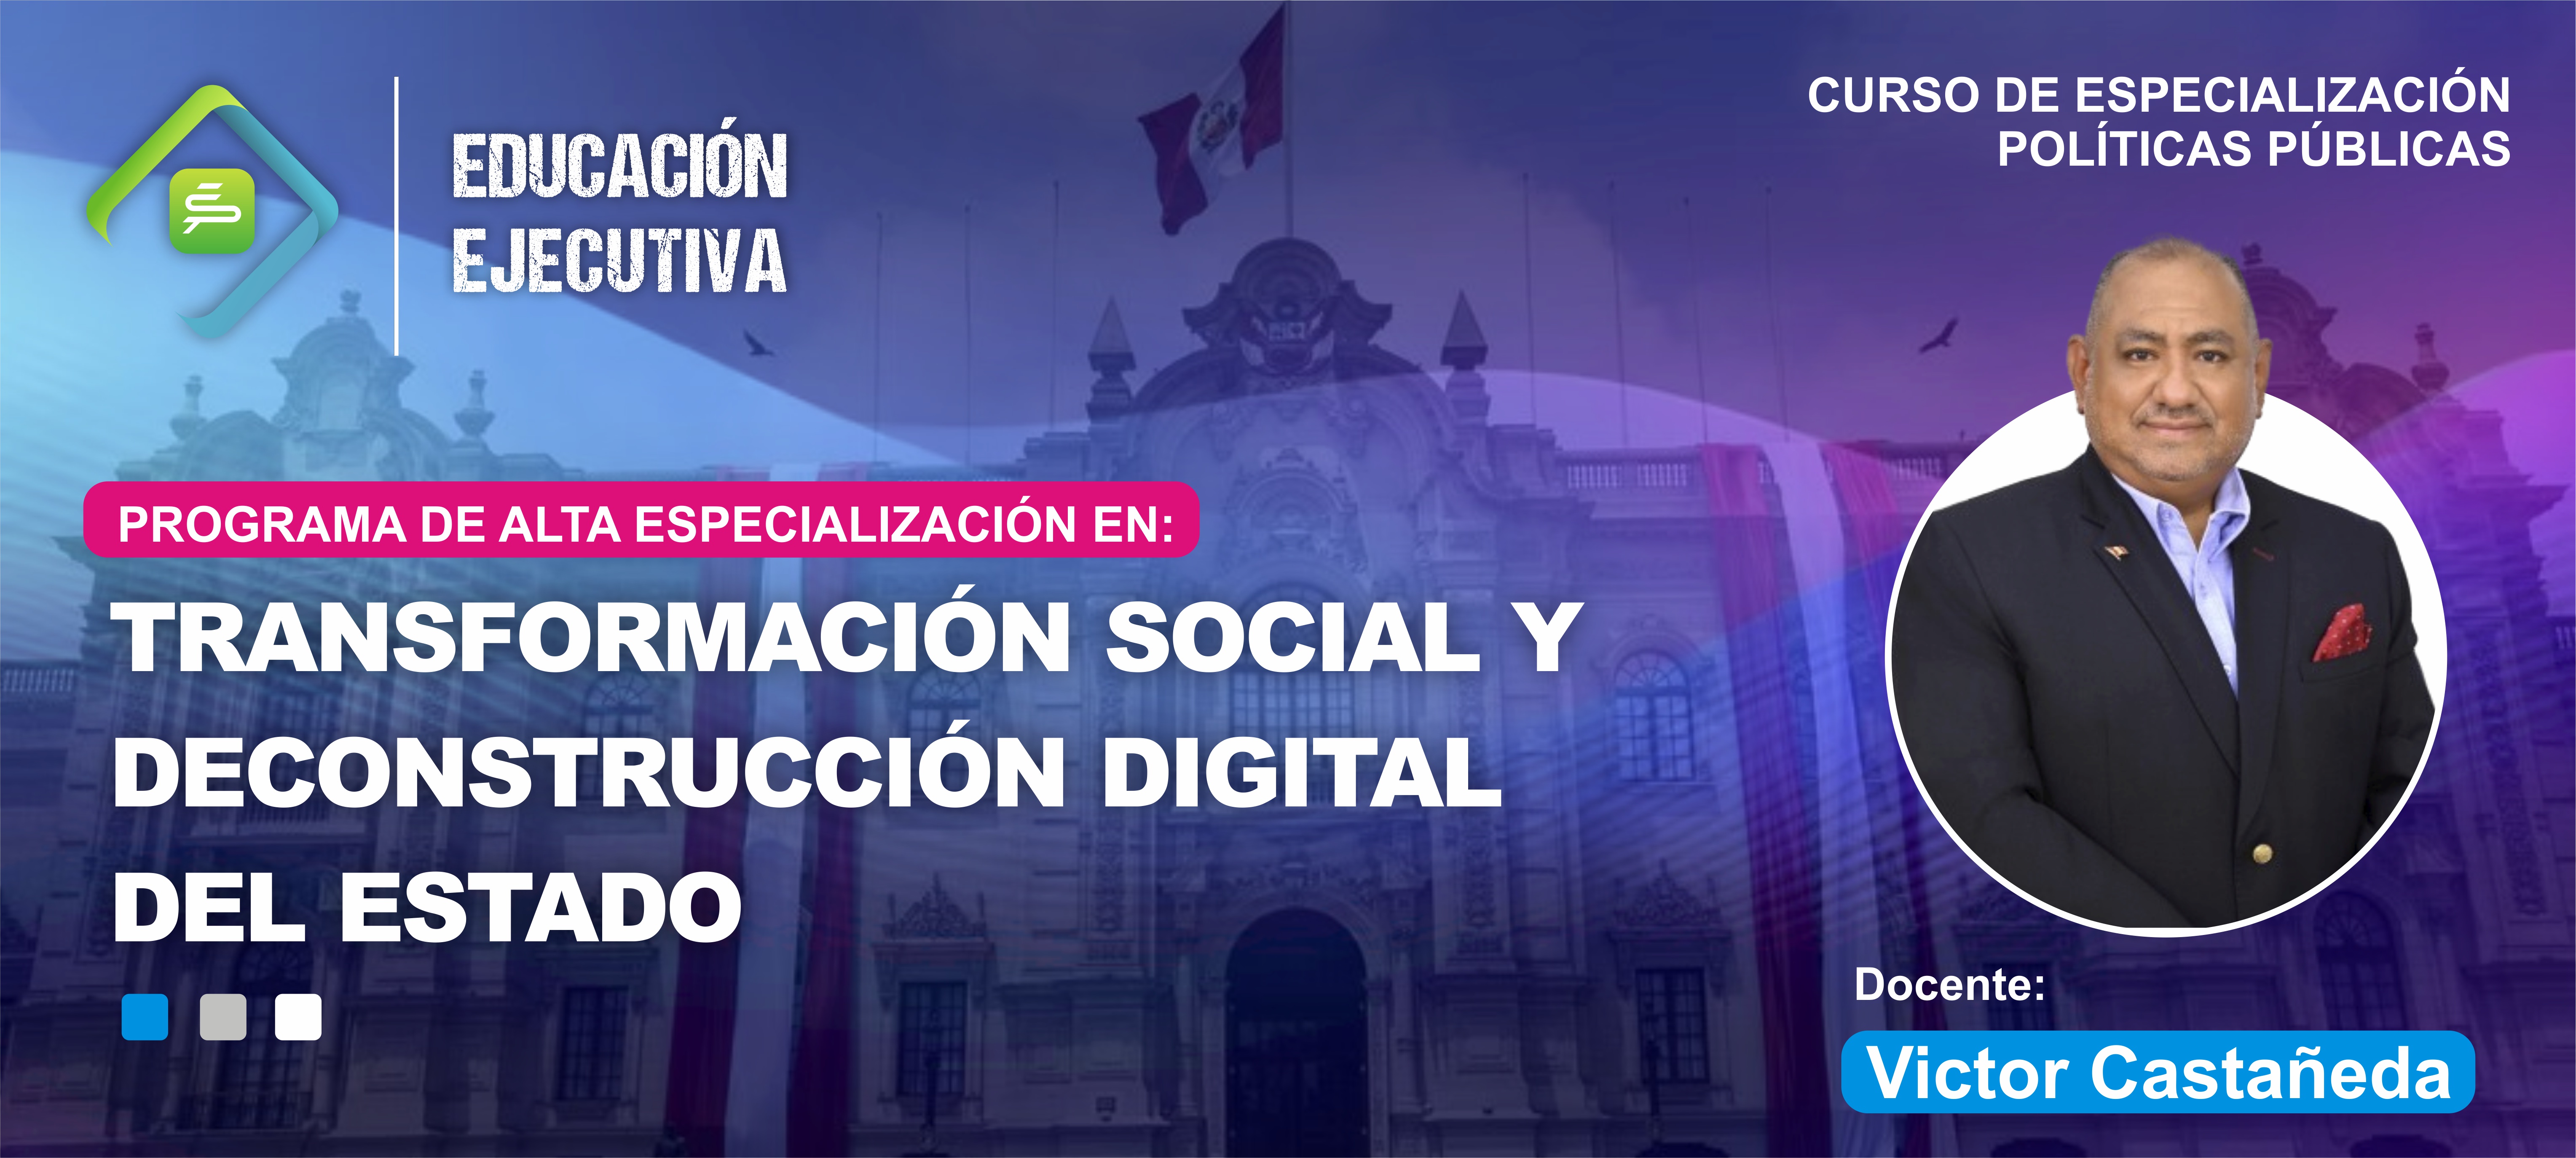 EDUCACIÓN
EJECUTIVA
CURSO DE ESPECIALIZACIÓN
POLÍTICAS PÚBLICAS
PROGRAMA DE ALTA ESPECIALIZACIÓN EN:
TRANSFORMACIÓN SOCIAL Y
DECONSTRUCCIÓN DIGITAL
DEL ESTADO
Docente:
Victor Castañeda